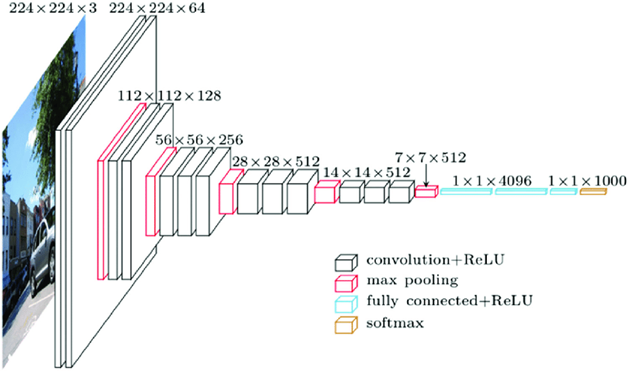 224×224×3
224×224×64
112×112×128
56×56×256
28×28×512
14×14×512
7×7×512
1×1×4096
1×1×1000
convolution+ReLU
max pooling
fully connected+ReLU
softmax